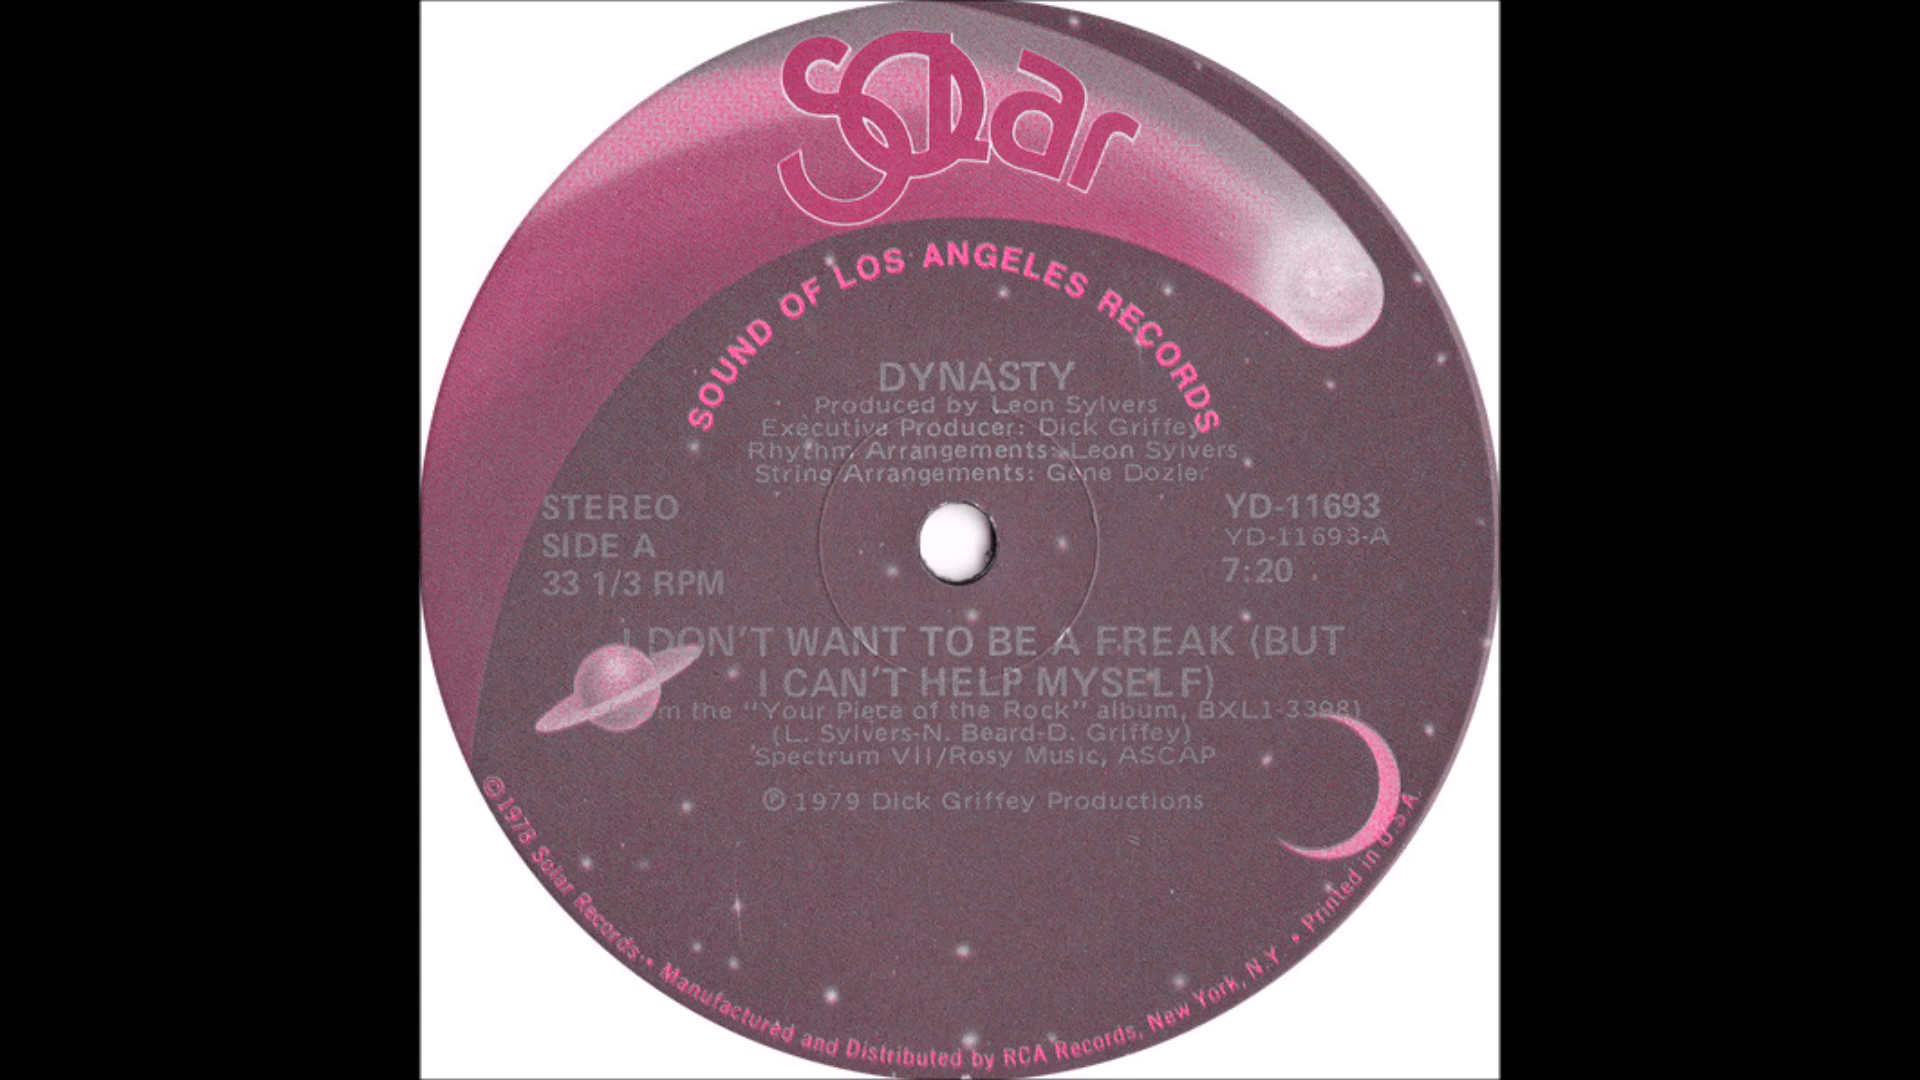 Solar
SOUND OF LOS ANGELES RECORDS
DYNASTY
Produced by Leon Sylvers
Executive Producer: Dick Griffey
Rhythm Arrangements: Leon Sylvers
String Arrangements: Gene Dozier
STEREO
SIDE A
33 1/3 RPM
YD-11693
YD-11693-A
7:20
I DON'T WANT TO BE A FREAK (BUT
I CAN'T HELP MYSELF)
the "Your Piece of the Rock" album, BXL1-3398)
(L. Sylvers-N. Beard-D. Griffey)
Spectrum VII/Rosy Music, ASCAP
℗ 1979 Dick Griffey Productions
©1978 Solar Records • Manufactured and Distributed by RCA Records, New York, N.Y. • Printed in U.S.A.